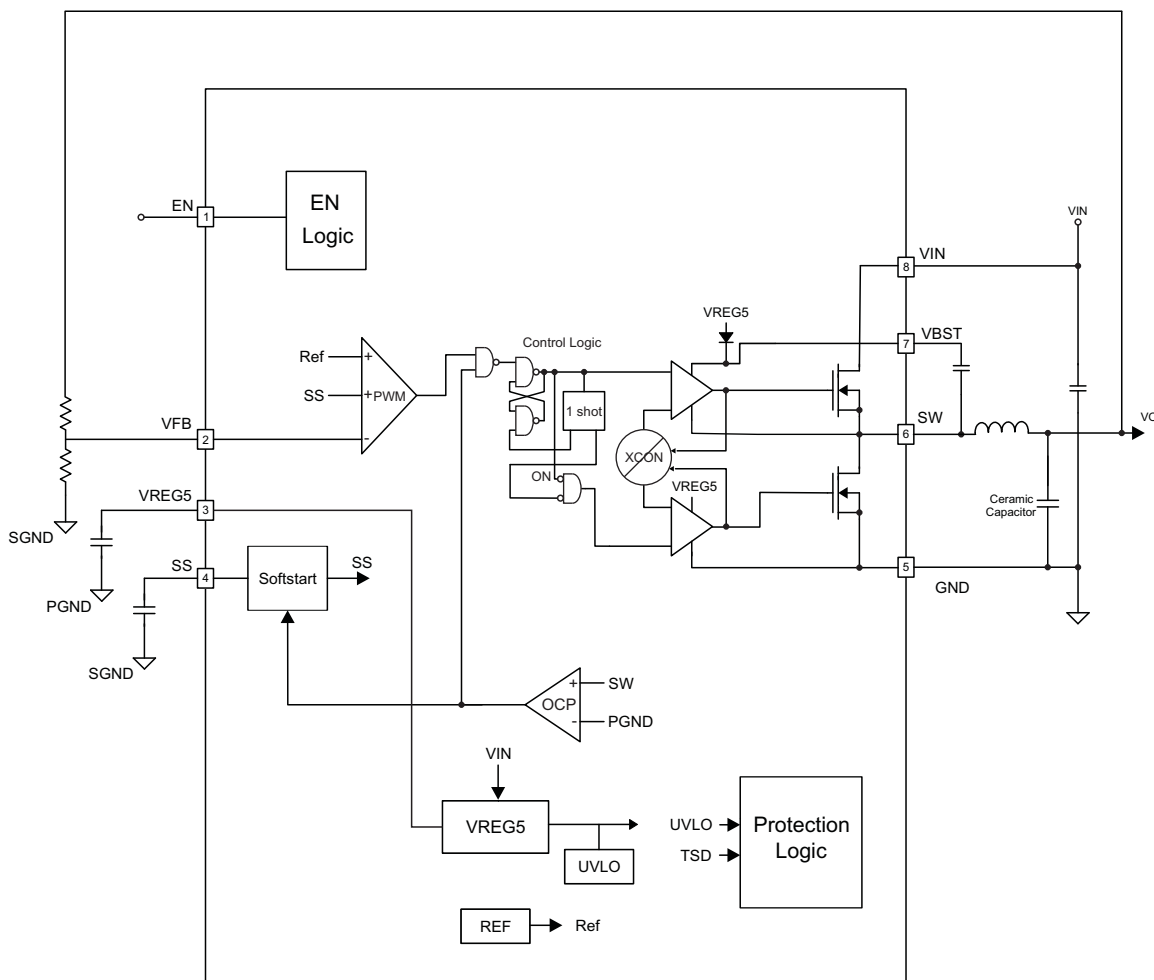 EN
1
EN
Logic
VIN
VIN
8
VREG5
VBST
7
Control Logic
Ref
+
SS
+
PWM
-
1 shot
VFB
2
SW
6
XCON
ON
VREG5
VREG5
3
SGND
Ceramic
Capacitor
SS
4
Softstart
SS
5
GND
PGND
SGND
+
SW
OCP
-
PGND
VIN
VREG5
UVLO
UVLO
TSD
Protection
Logic
REF
Ref